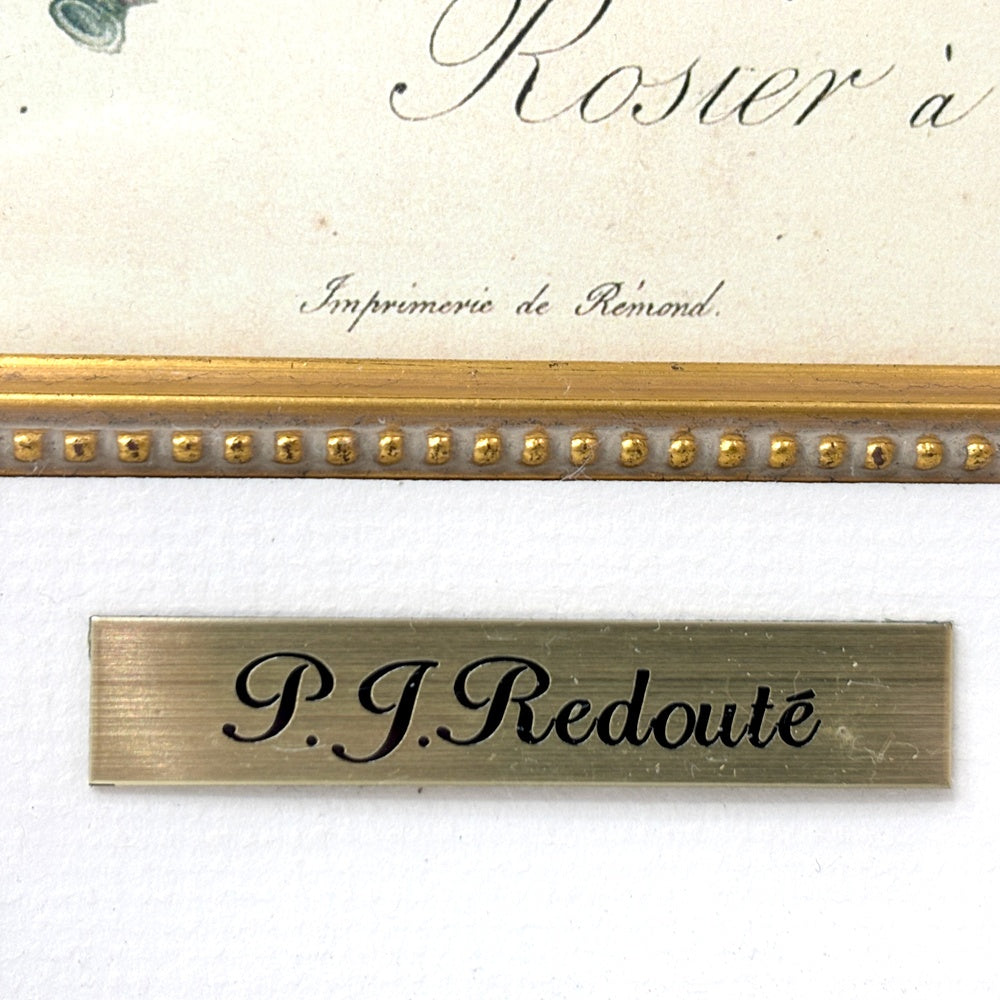 Rosier à
Imprimerie de Rémond.
P.J.Redouté